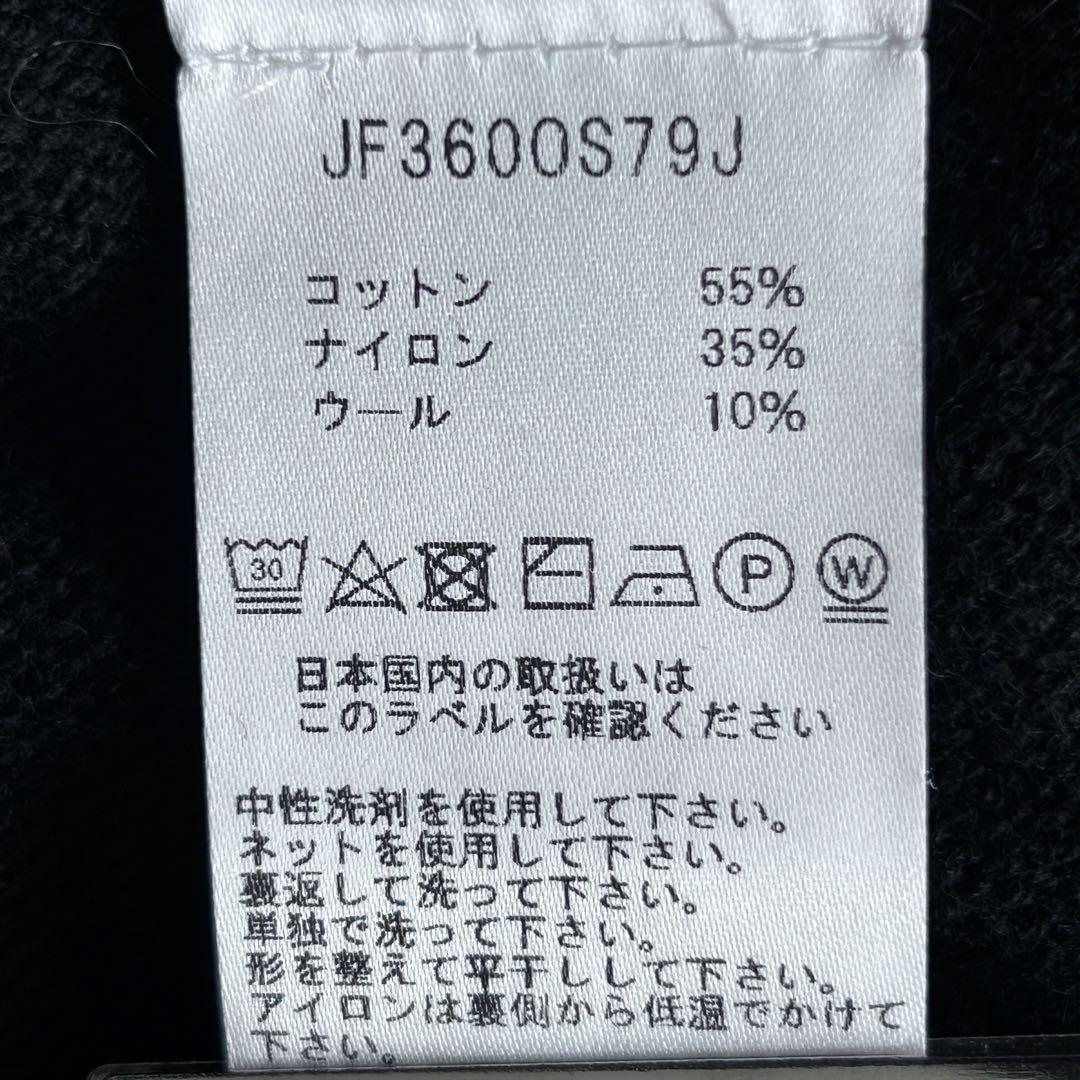 JF3600S79J
コットン 55%
ナイロン 35%
ウール 10%
30 P W
日本国内の取扱いは
このラベルを確認ください
中性洗剤を使用して下さい。
ネットを使用して下さい。
裏返して洗って下さい。
単独で洗って下さい。
形を整えて平干しして下さい。
アイロンは裏側から低温でかけて
下さい。